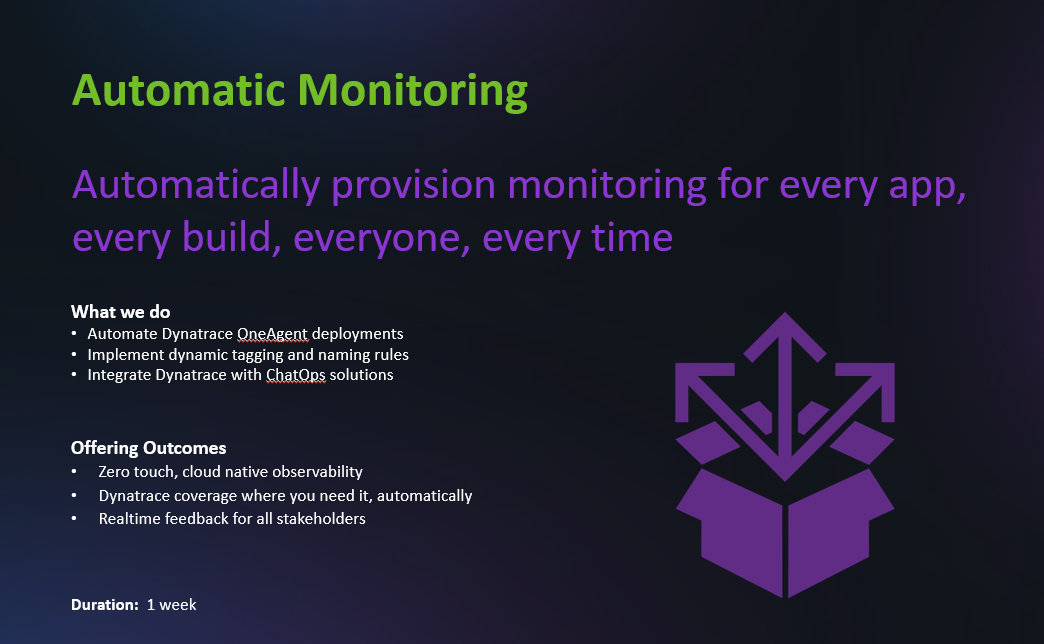 Automatic Monitoring
Automatically provision monitoring for every app,
every build, everyone, every time
What we do
• Automate Dynatrace OneAgent deployments
• Implement dynamic tagging and naming rules
• Integrate Dynatrace with ChatOps solutions
Offering Outcomes
• Zero touch, cloud native observability
• Dynatrace coverage where you need it, automatically
• Realtime feedback for all stakeholders
Duration: 1 week